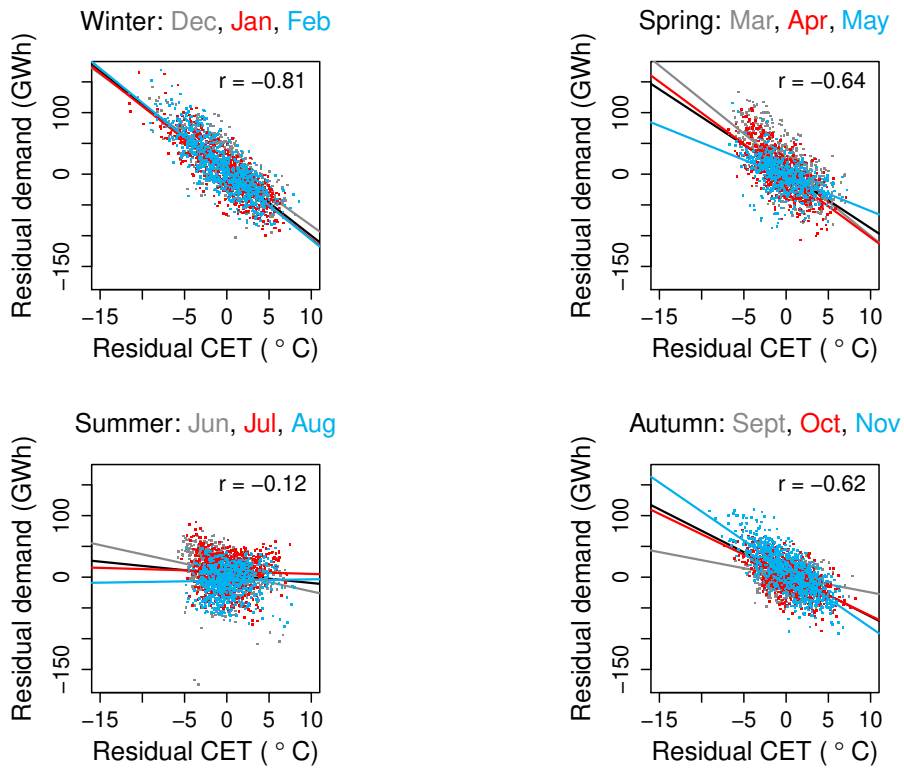 Winter: Dec, Jan, Feb
r = −0.81
Residual demand (GWh)
100
0
−150
−15
−5
0
5
10
Residual CET ( ° C)
Spring: Mar, Apr, May
r = −0.64
Residual demand (GWh)
100
0
−150
−15
−5
0
5
10
Residual CET ( ° C)
Summer: Jun, Jul, Aug
r = −0.12
Residual demand (GWh)
100
0
−150
−15
−5
0
5
10
Residual CET ( ° C)
Autumn: Sept, Oct, Nov
r = −0.62
Residual demand (GWh)
100
0
−150
−15
−5
0
5
10
Residual CET ( ° C)